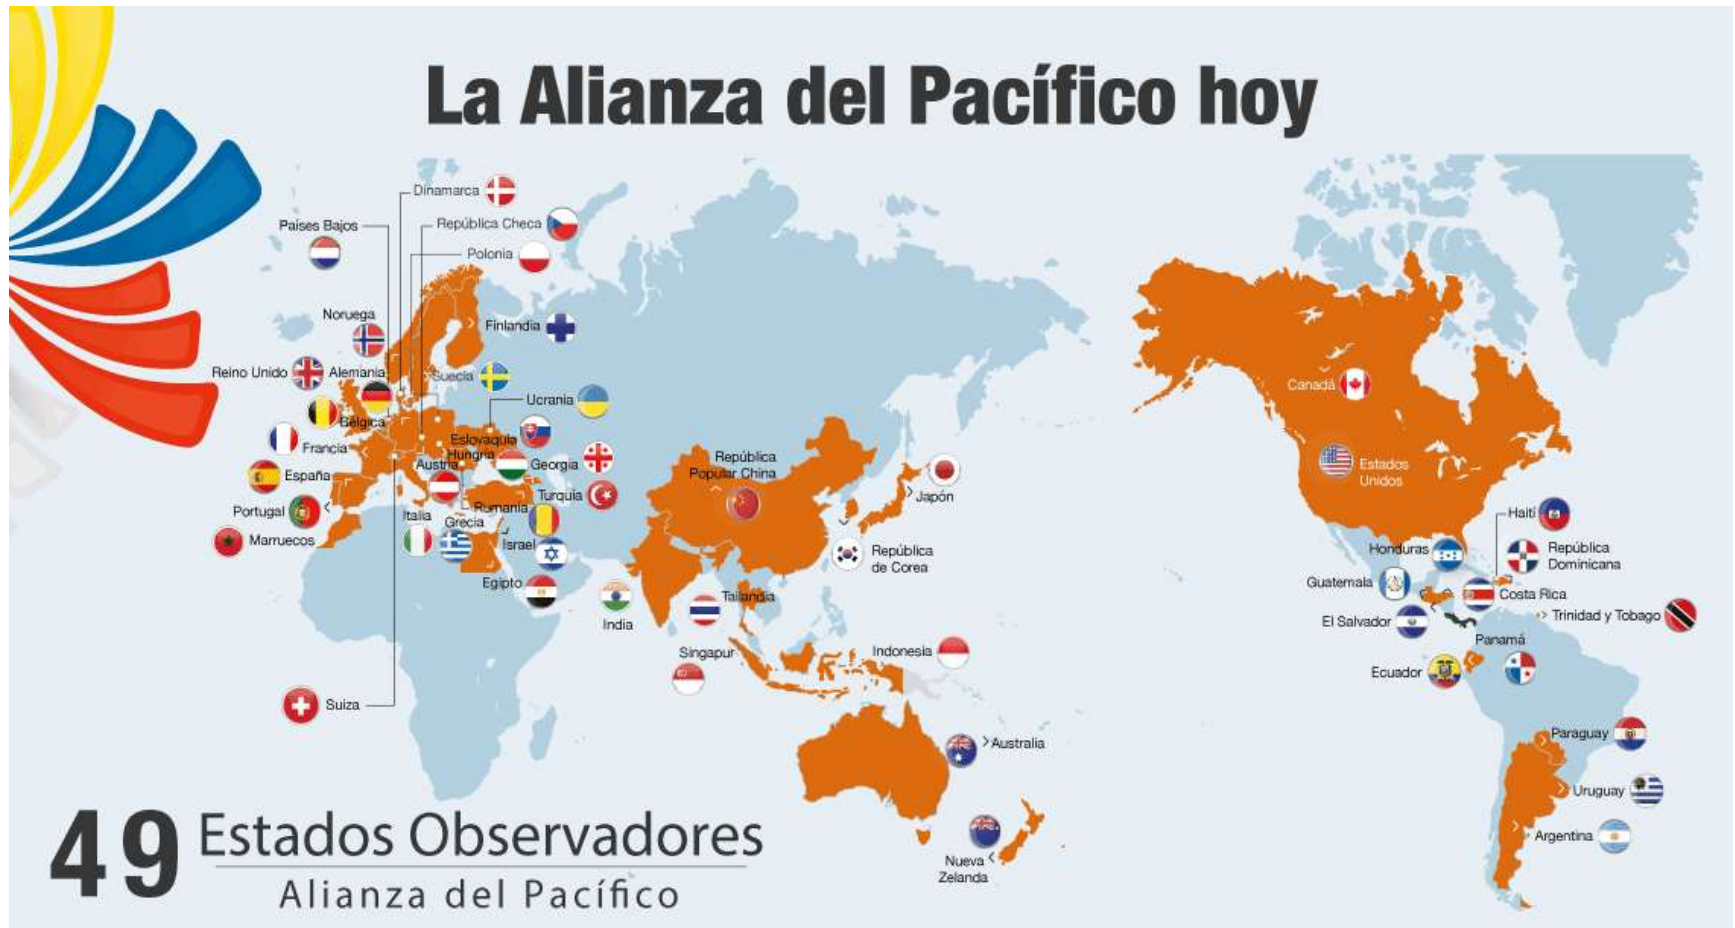 La Alianza del Pacífico hoy
Dinamarca
Países Bajos
República Checa
Polonia
Noruega
Finlandia
Reino Unido
Alemania
Suecia
Ucrania
Bélgica
Eslovaquia
Francia
Hungria
Austria
Georgia
España
Turquia
Portugal
Rumania
Italia
Grecia
Marruecos
Israel
Egipto
India
Suiza
República
Popular China
Japón
República
de Corea
Tailandia
Singapur
Indonesia
Australia
Nueva
Zelanda
Canadá
Estados
Unidos
Haití
Honduras
República
Dominicana
Guatemala
Costa Rica
El Salvador
Trinidad y Tobago
Panamá
Ecuador
Paraguay
Uruguay
Argentina
49 Estados Observadores
Alianza del Pacífico